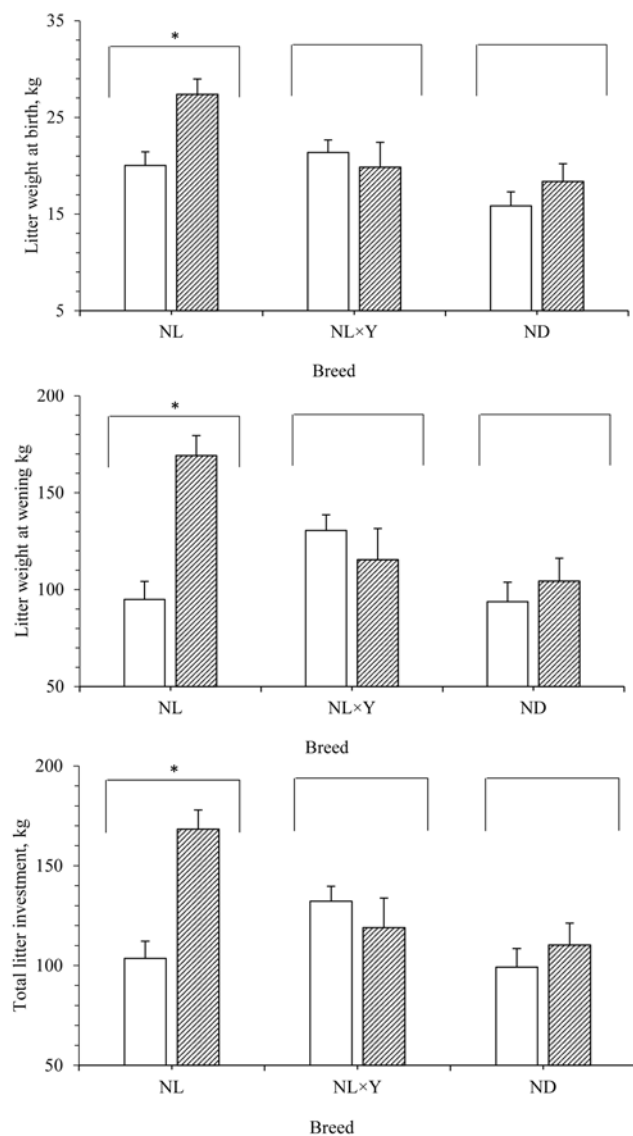 Litter weight at birth, kg
35
25
15
5
*
NL NL×Y ND
Breed
Litter weight at wening kg
200
150
100
50
*
NL NL×Y ND
Breed
Total litter investment, kg
200
150
100
50
*
NL NL×Y ND
Breed